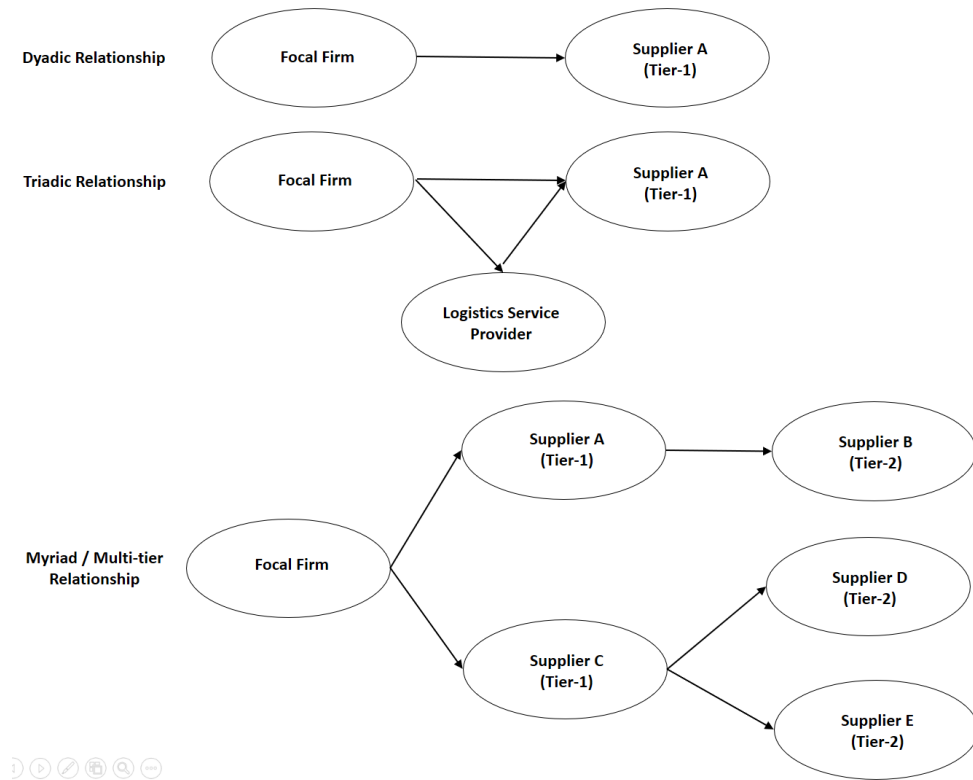 Dyadic Relationship
Focal Firm
Supplier A
(Tier-1)
Triadic Relationship
Focal Firm
Supplier A
(Tier-1)
Logistics Service
Provider
Supplier A
(Tier-1)
Supplier B
(Tier-2)
Myriad / Multi-tier
Relationship
Focal Firm
Supplier D
(Tier-2)
Supplier C
(Tier-1)
Supplier E
(Tier-2)